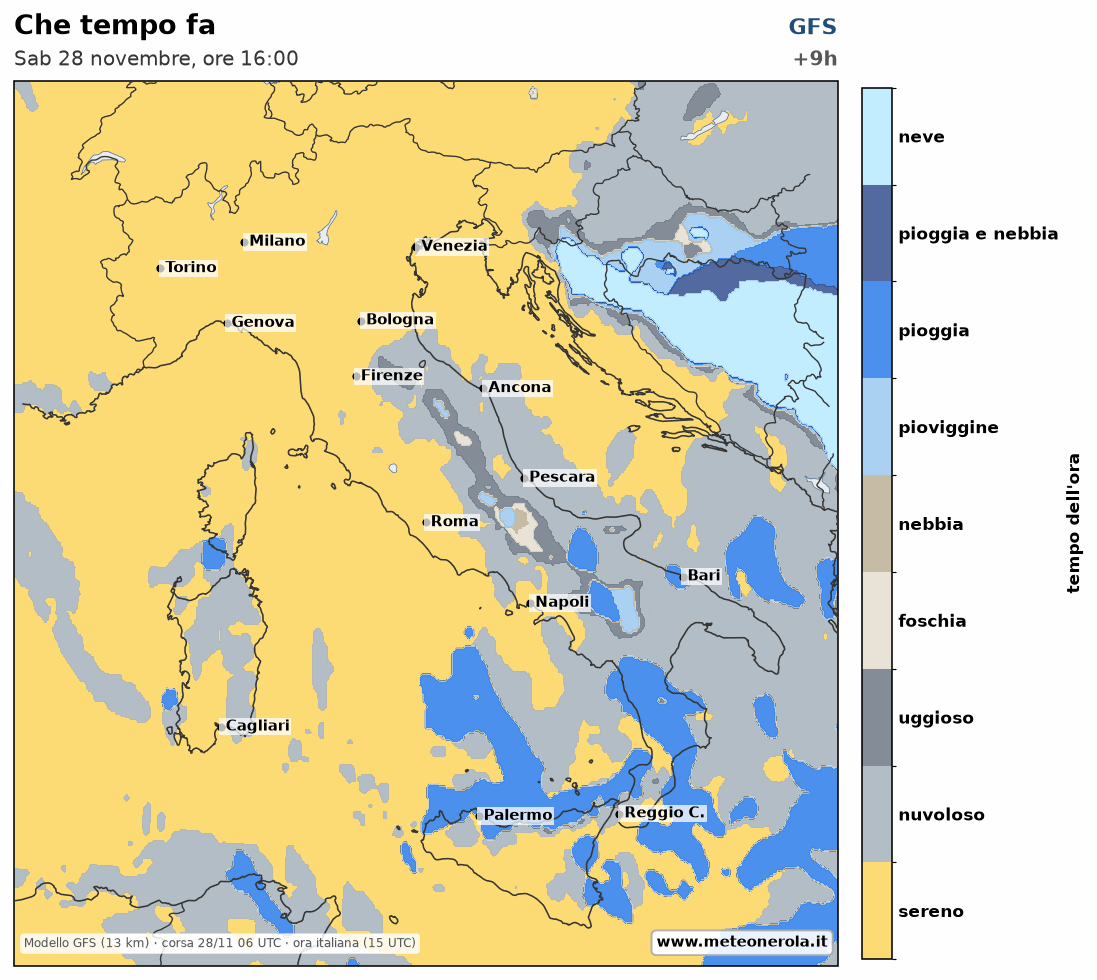 Che tempo fa
GFS
Sab 28 novembre, ore 16:00
+9h
neve
pioggia e nebbia
pioggia
pioviggine
nebbia
foschia
uggioso
nuvoloso
sereno
tempo dell'ora
Milano
Venezia
Torino
Genova
Bologna
Firenze
Ancona
Pescara
Roma
Bari
Napoli
Cagliari
Palermo
Reggio C.
Modello GFS (13 km) · corsa 28/11 06 UTC · ora italiana (15 UTC)
www.meteonerola.it